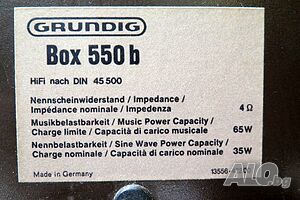 GRUNDIG
Box 550 b
HiFi nach DIN 45 500
Nennscheinwiderstand / Impedance /
Impédance nominale / Impedenza 4 Ω
Musikbelastbarkeit / Music Power Capacity /
Charge limite / Capacità di carico musicale 65 W
Nennbelastbarkeit / Sine Wave Power Capacity /
Charge nominale / Capacità di carico nominale 35 W
Made in Germany
ALO.bg